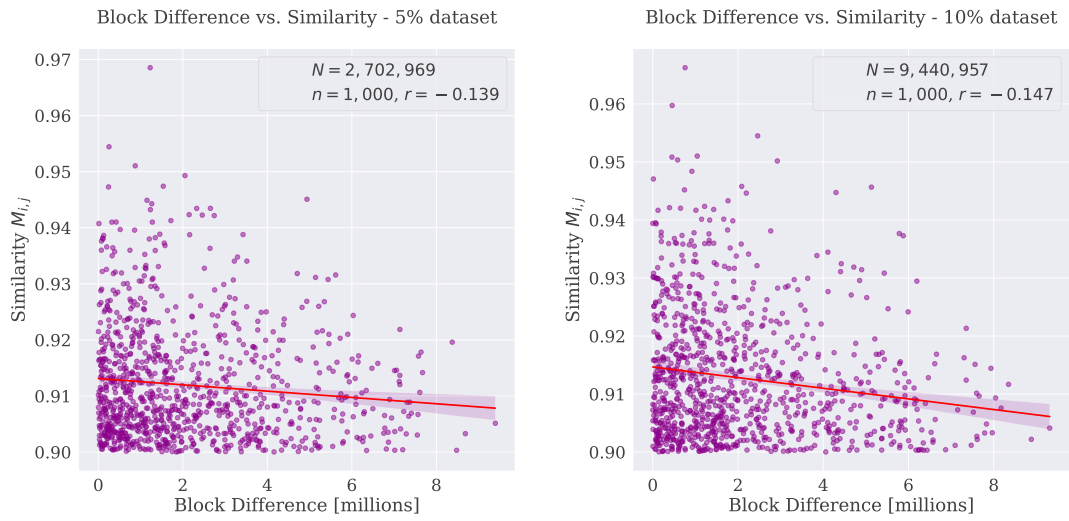 Block Difference vs. Similarity - 5% dataset
N = 2, 702, 969
n = 1, 000, r = −0.139
0.97
0.96
0.95
0.94
0.93
0.92
0.91
0.90
Similarity M_{i,j}
0 2 4 6 8
Block Difference [millions]
Block Difference vs. Similarity - 10% dataset
N = 9, 440, 957
n = 1, 000, r = −0.147
0.96
0.95
0.94
0.93
0.92
0.91
0.90
Similarity M_{i,j}
0 2 4 6 8
Block Difference [millions]